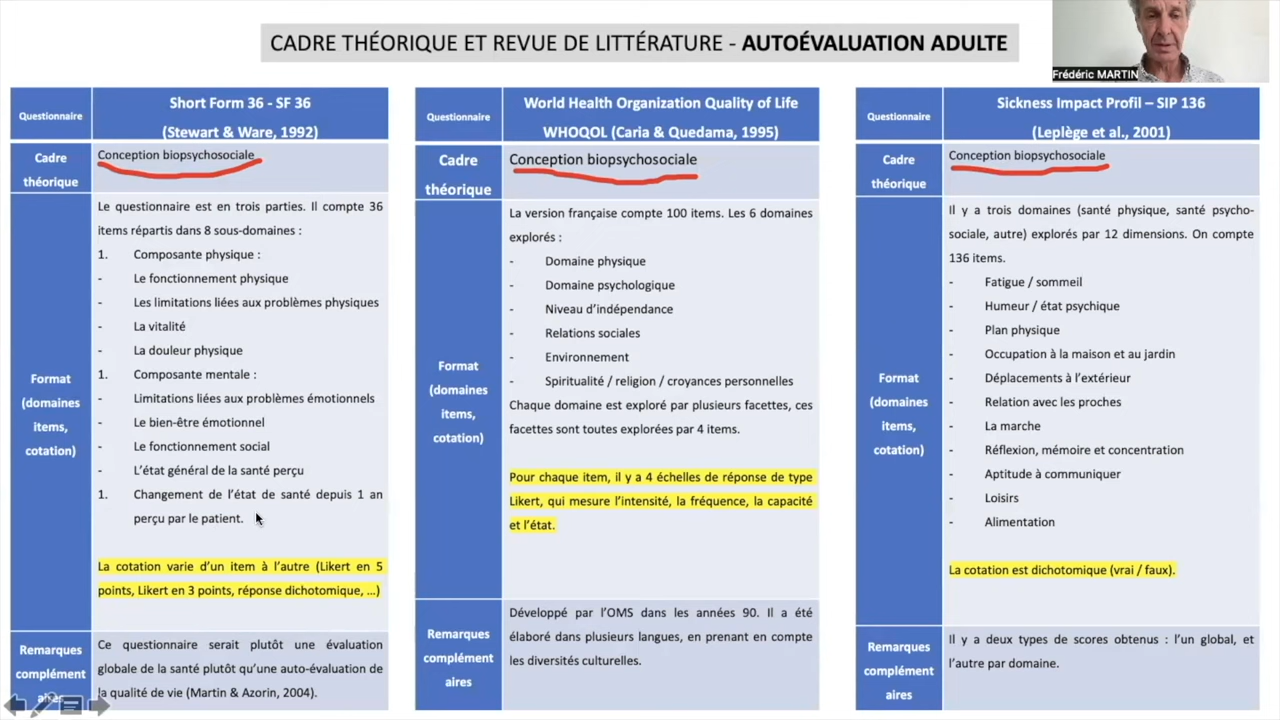 CADRE THÉORIQUE ET REVUE DE LITTÉRATURE - AUTOÉVALUATION ADULTE
Frédéric MARTIN
Questionnaire
Short Form 36 - SF 36
(Stewart & Ware, 1992)
Cadre
théorique
Conception biopsychosociale
Format
(domaines
items,
cotation)
Le questionnaire est en trois parties. Il compte 36
items répartis dans 8 sous-domaines :
1. Composante physique :
- Le fonctionnement physique
- Les limitations liées aux problèmes physiques
- La vitalité
- La douleur physique
1. Composante mentale :
- Limitations liées aux problèmes émotionnels
- Le bien-être émotionnel
- Le fonctionnement social
- L'état général de la santé perçu
1. Changement de l'état de santé depuis 1 an
perçu par le patient.
La cotation varie d'un item à l'autre (Likert en 5
points, Likert en 3 points, réponse dichotomique, …)
Remarques
complément
aires
Ce questionnaire serait plutôt une évaluation
globale de la santé plutôt qu'une auto-évaluation de
la qualité de vie (Martin & Azorin, 2004).
Questionnaire
World Health Organization Quality of Life
WHOQOL (Caria & Quedama, 1995)
Cadre
théorique
Conception biopsychosociale
Format
(domaines
items,
cotation)
La version française compte 100 items. Les 6 domaines
explorés :
- Domaine physique
- Domaine psychologique
- Niveau d'indépendance
- Relations sociales
- Environnement
- Spiritualité / religion / croyances personnelles
Chaque domaine est exploré par plusieurs facettes, ces
facettes sont toutes explorées par 4 items.
Pour chaque item, il y a 4 échelles de réponse de type
Likert, qui mesure l'intensité, la fréquence, la capacité
et l'état.
Remarques
complément
aires
Développé par l'OMS dans les années 90. Il a été
élaboré dans plusieurs langues, en prenant en compte
les diversités culturelles.
Questionnaire
Sickness Impact Profil – SIP 136
(Leplège et al., 2001)
Cadre
théorique
Conception biopsychosociale
Format
(domaines
items,
cotation)
Il y a trois domaines (santé physique, santé psycho-
sociale, autre) explorés par 12 dimensions. On compte
136 items.
- Fatigue / sommeil
- Humeur / état psychique
- Plan physique
- Occupation à la maison et au jardin
- Déplacements à l'extérieur
- Relation avec les proches
- La marche
- Réflexion, mémoire et concentration
- Aptitude à communiquer
- Loisirs
- Alimentation
La cotation est dichotomique (vrai / faux).
Remarques
complément
aires
Il y a deux types de scores obtenus : l'un global, et
l'autre par domaine.